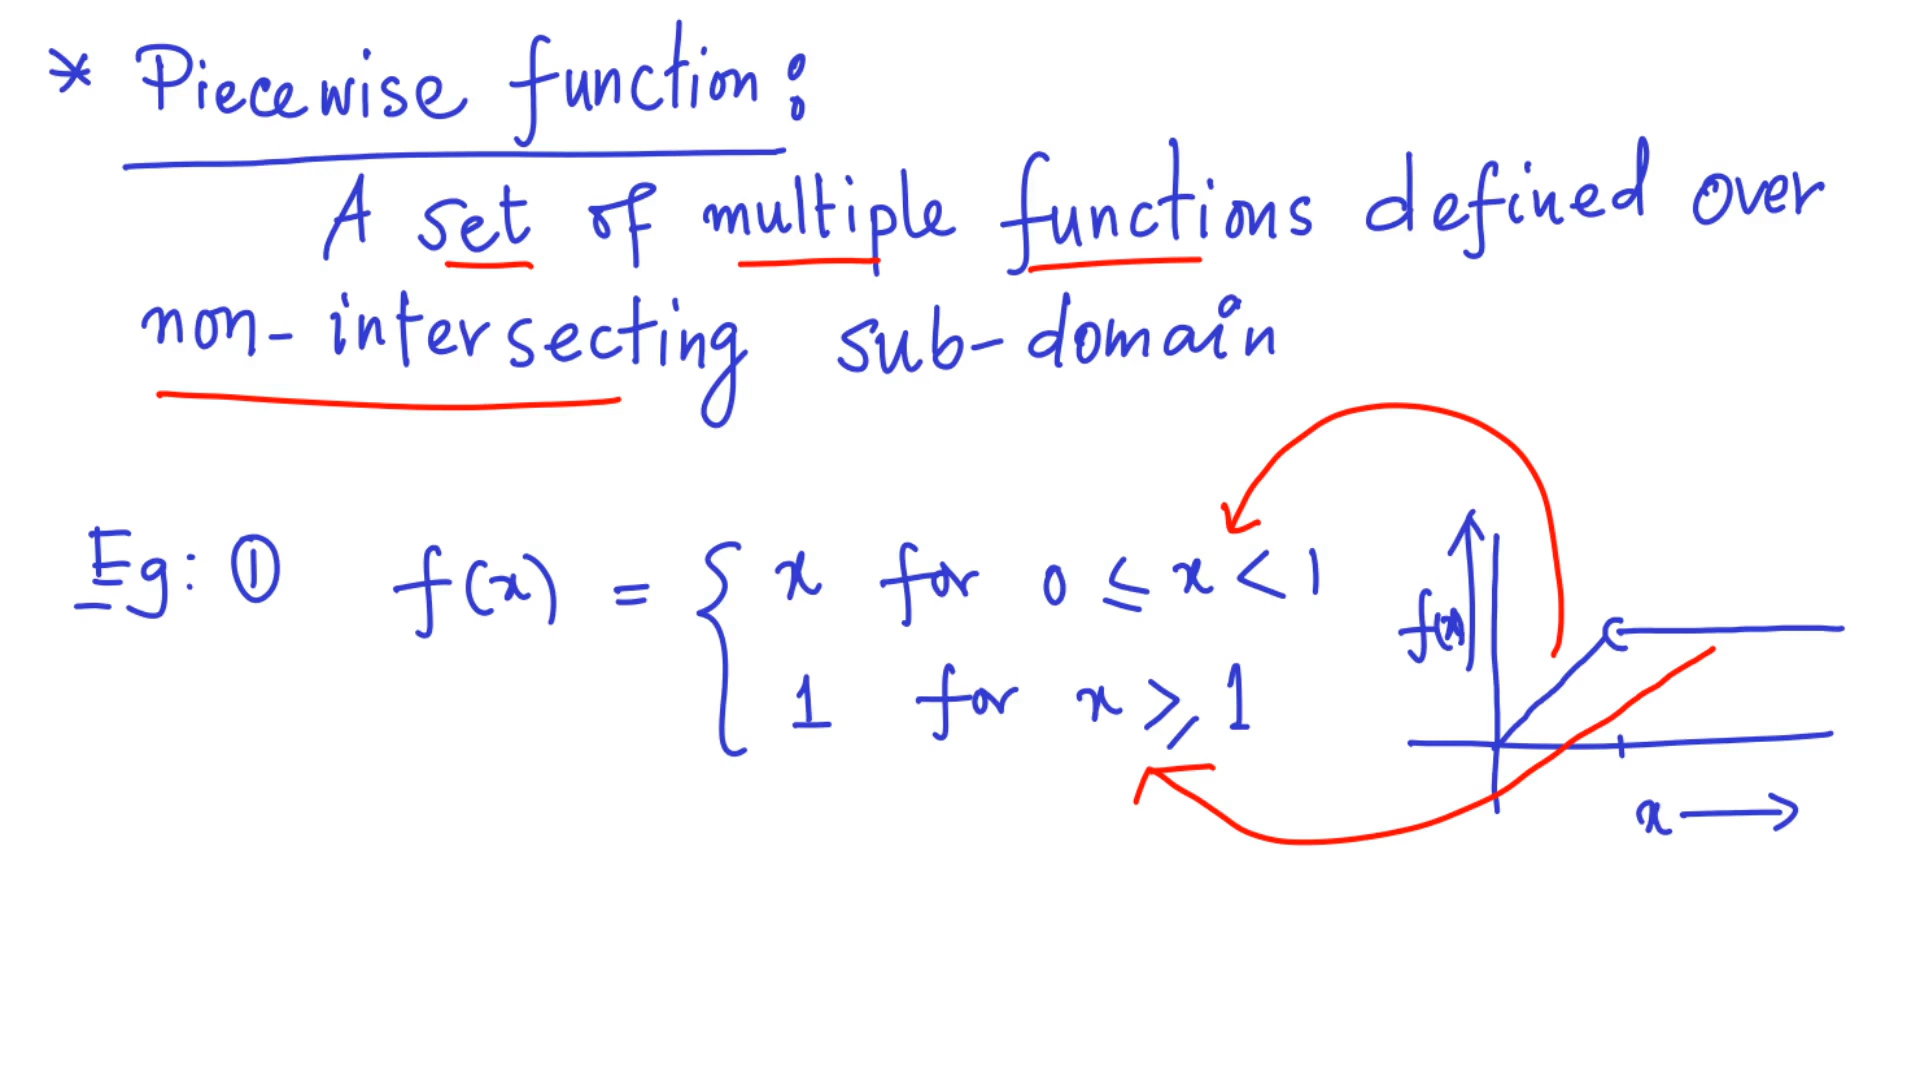 * Piecewise function:
A set of multiple functions defined over
non-intersecting sub-domain
Eg: ① f(x) = { x for 0 ≤ x < 1
1 for x ≥ 1
f(x)
x →